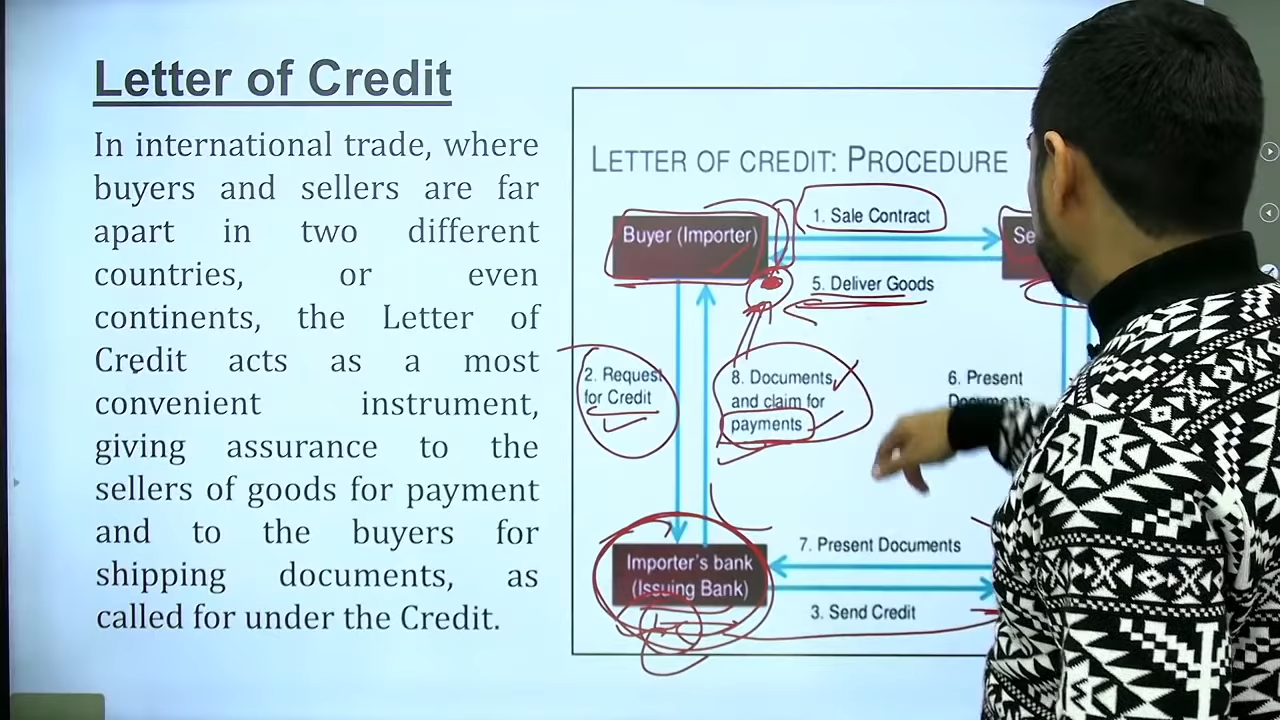 Letter of Credit
In international trade, where
buyers and sellers are far
apart in two different
countries, or even
continents, the Letter of
Credit acts as a most
convenient instrument,
giving assurance to the
sellers of goods for payment
and to the buyers for
shipping documents, as
called for under the Credit.
LETTER OF CREDIT: PROCEDURE
1. Sale Contract
Buyer (Importer)
Se
5. Deliver Goods
2. Request
for Credit
8. Documents,
and claim for
payments
6. Present
Documents
7. Present Documents
Importer's bank
(Issuing Bank)
3. Send Credit
LC